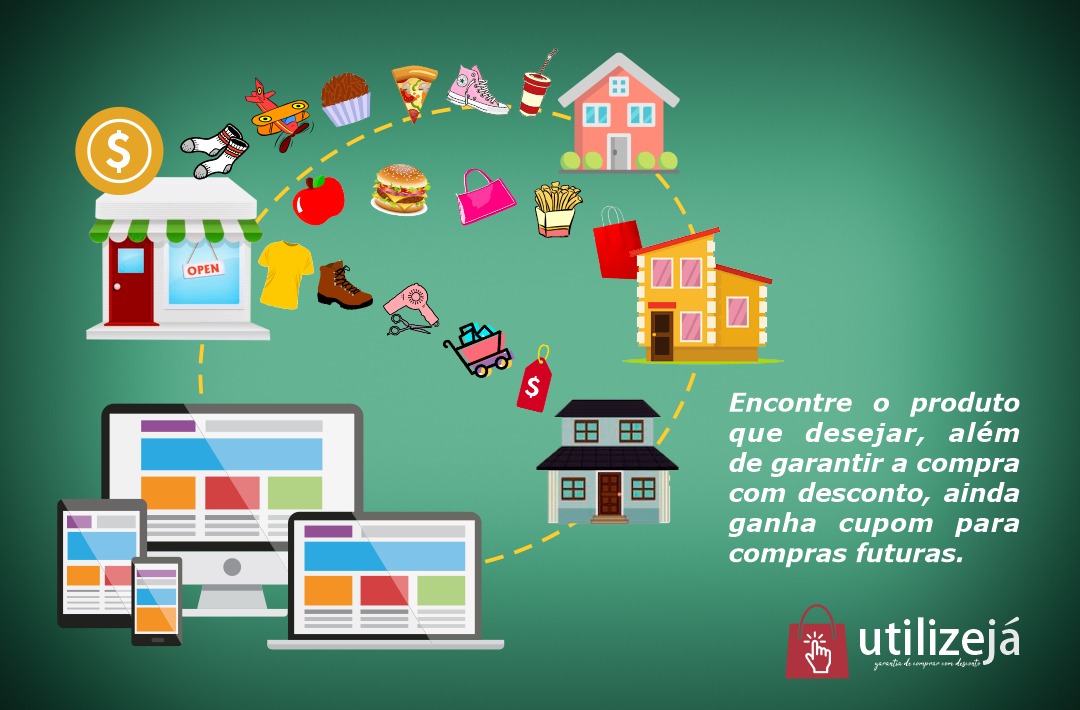 $
OPEN
$
Encontre o produto
que desejar, além
de garantir a compra
com desconto, ainda
ganha cupom para
compras futuras.
utilizejá
garantia de comprar com desconto